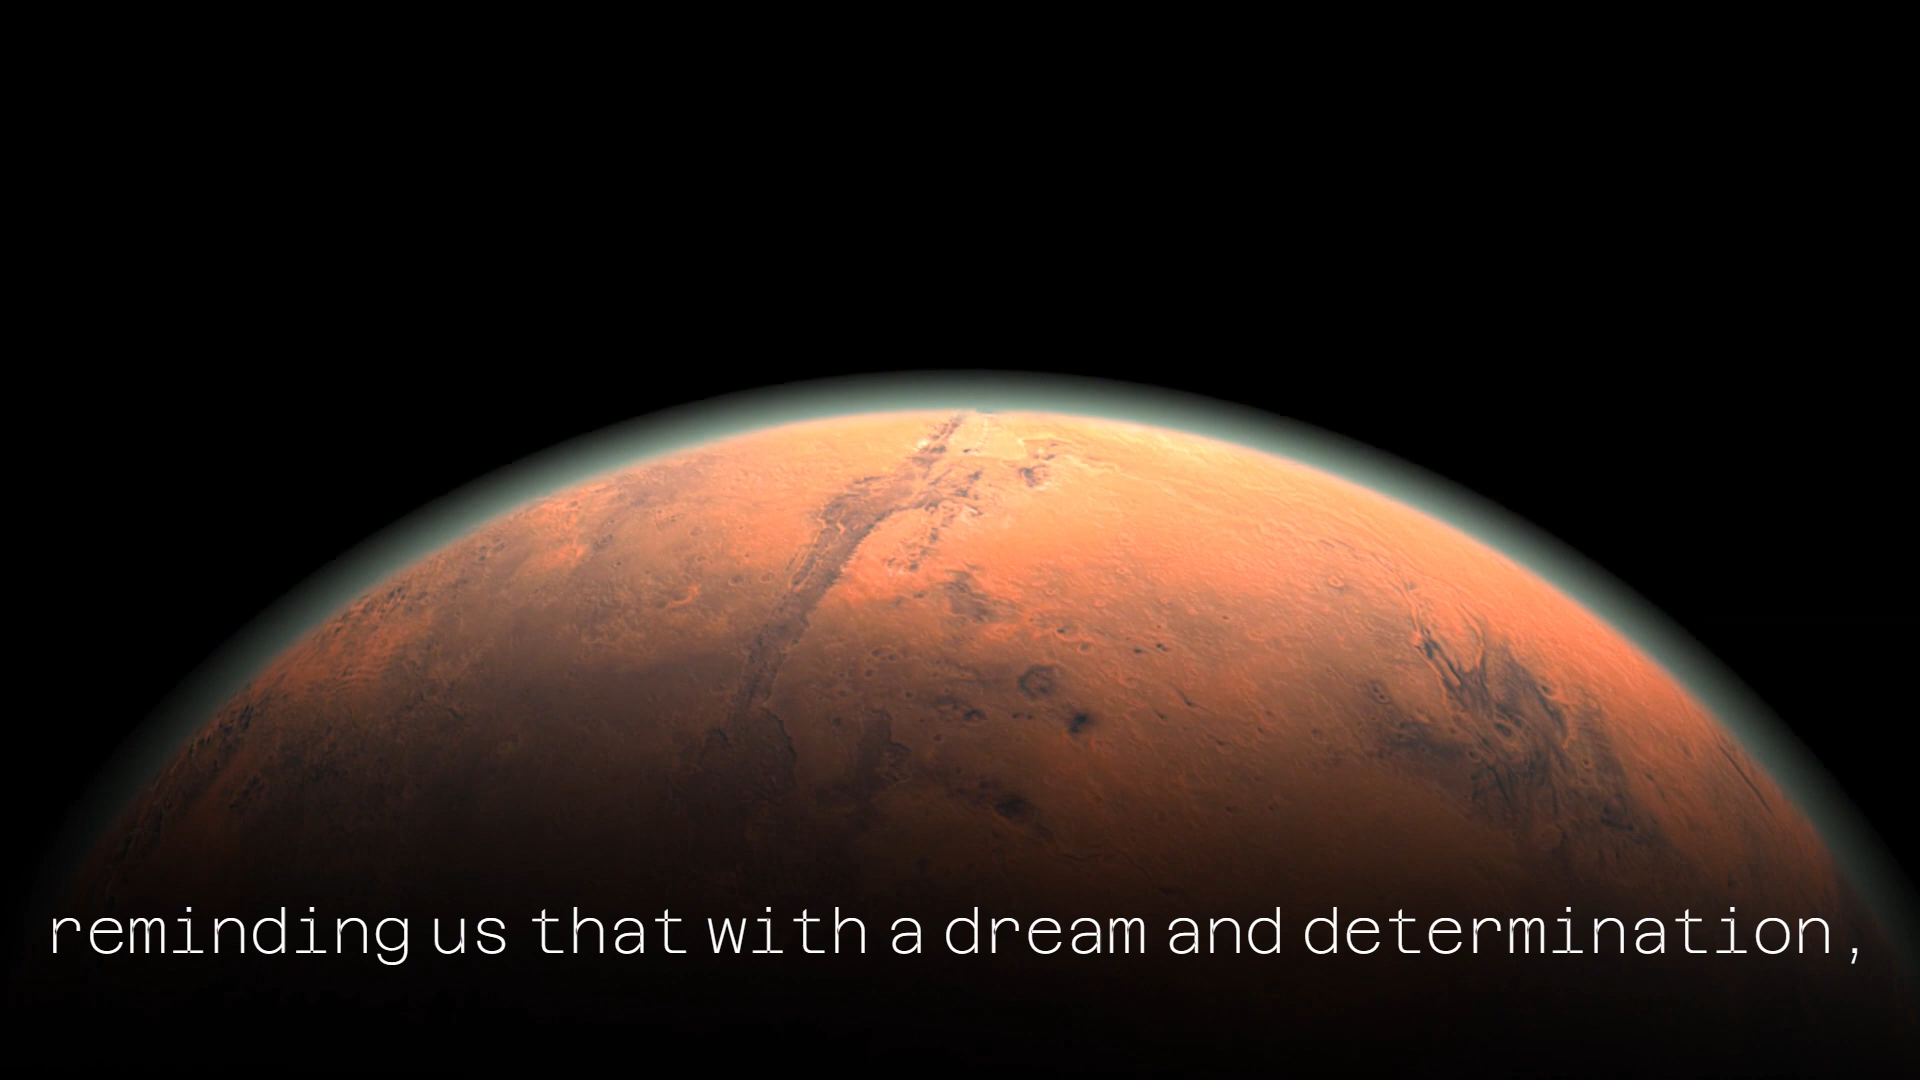 reminding us that with a dream and determination,